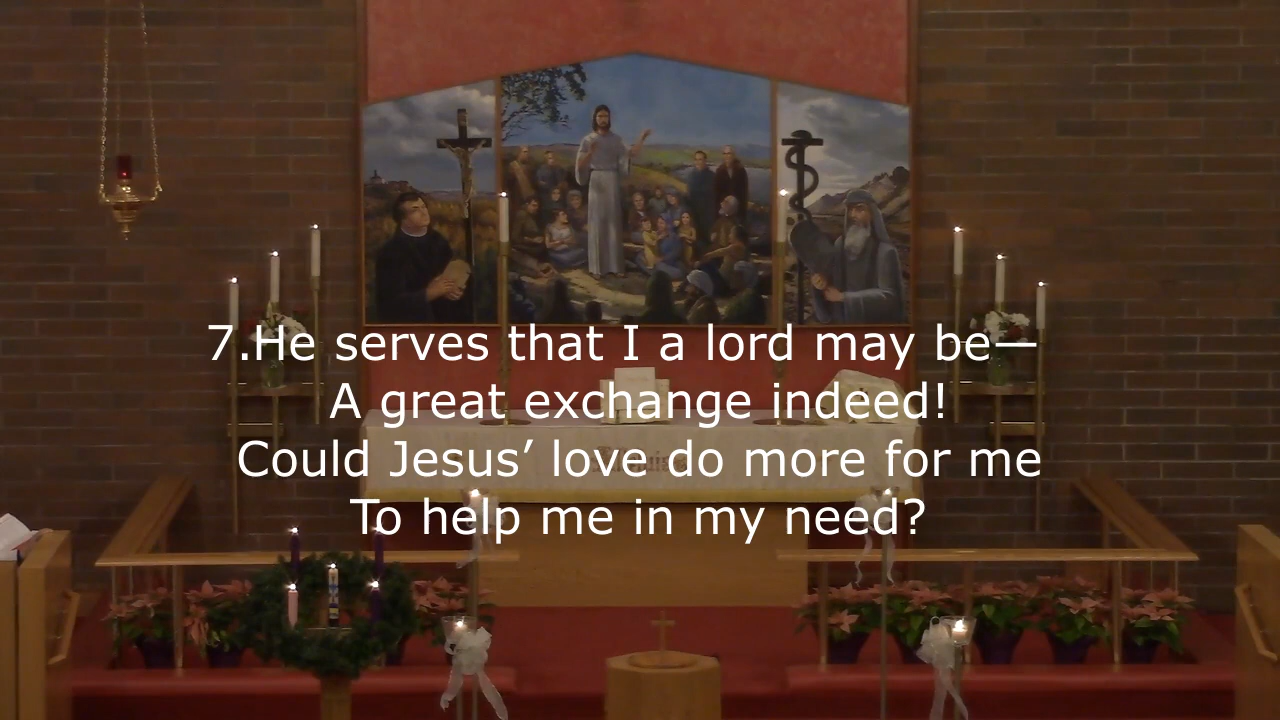 7.He serves that I a lord may be—
A great exchange indeed!
Could Jesus’ love do more for me
To help me in my need?